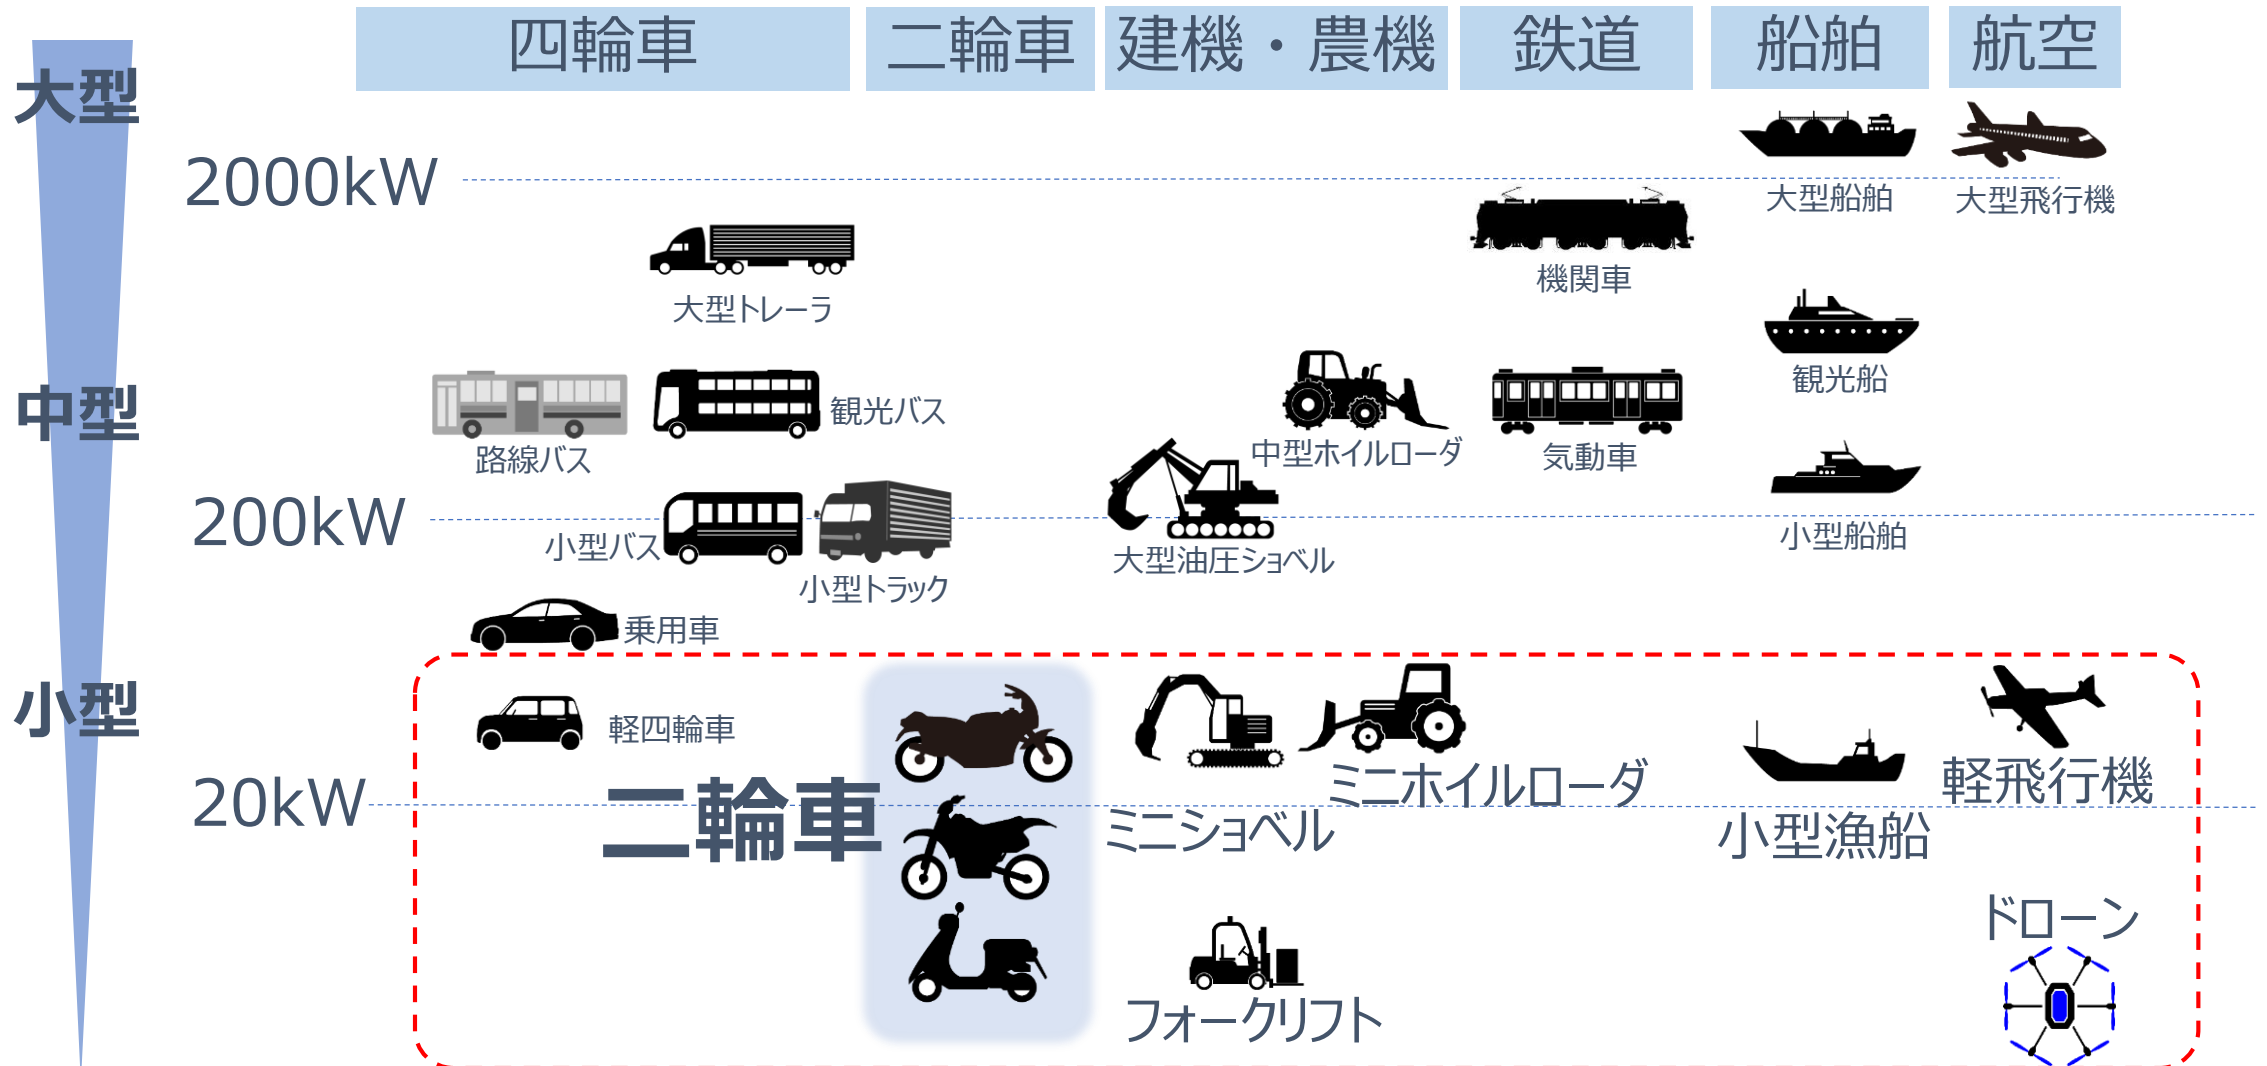 四輪車 二輪車 建機・農機 鉄道 船舶 航空
大型
2000kW
大型船舶
大型飛行機
機関車
大型トレーラ
観光船
中型
観光バス
路線バス
中型ホイルローダ
気動車
200kW
小型バス
小型トラック
大型油圧ショベル
小型船舶
乗用車
小型
軽四輪車
20kW
二輪車
ミニショベル
ミニホイルローダ
小型漁船
軽飛行機
ドローン
フォークリフト